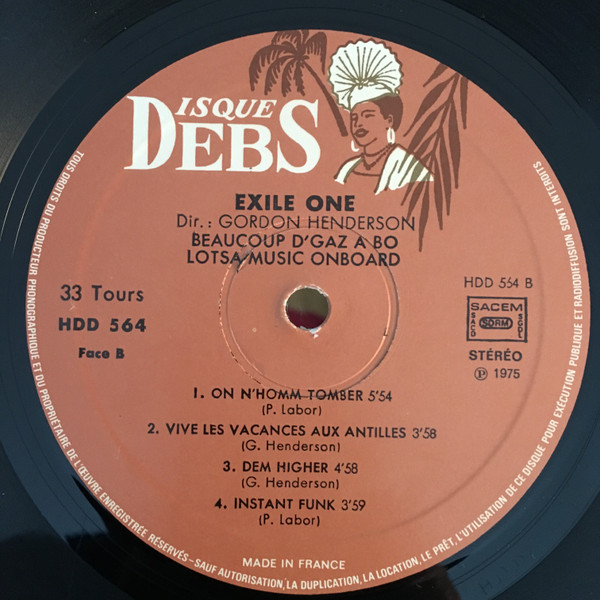 DISQUE
DEBS
EXILE ONE
Dir.: GORDON HENDERSON
BEAUCOUP D'GAZ A BO
LOTSA MUSIC ONBOARD
33 Tours
HDD 564
Face B
HDD 564 B
SACEM
SACD
SDRM
SGDL
STÉRÉO
Ⓟ 1975
1. ON N'HOMM TOMBER 5'54
(P. Labor)
2. VIVE LES VACANCES AUX ANTILLES 3'58
(G. Henderson)
3. DEM HIGHER 4'58
(G. Henderson)
4. INSTANT FUNK 3'59
(P. Labor)
MADE IN FRANCE
TOUS DROITS DU PRODUCTEUR PHONOGRAPHIQUE ET DU PROPRIÉTAIRE DE L'ŒUVRE ENREGISTRÉE RÉSERVÉS-SAUF AUTORISATION, LA DUPLICATION, LA LOCATION, LE PRÊT, L'UTILISATION DE CE DISQUE POUR EXÉCUTION PUBLIQUE ET RADIODIFFUSION SONT INTERDITS